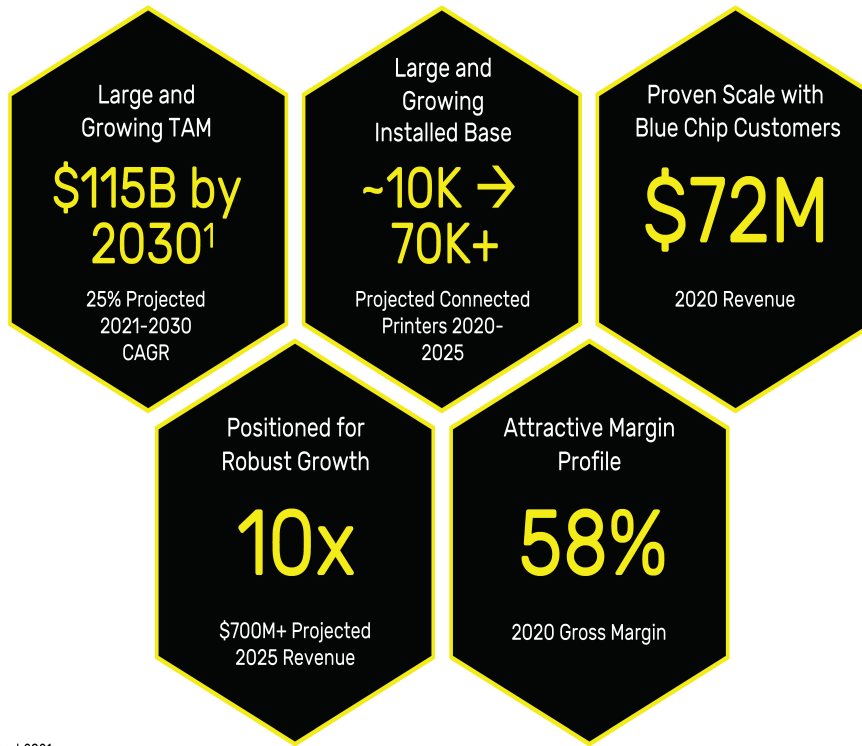 Large and
Growing TAM
$115B by
2030¹
25% Projected
2021-2030
CAGR
Large and
Growing
Installed Base
~10K →
70K+
Projected Connected
Printers 2020-
2025
Proven Scale with
Blue Chip Customers
$72M
2020 Revenue
Positioned for
Robust Growth
10x
$700M+ Projected
2025 Revenue
Attractive Margin
Profile
58%
2020 Gross Margin